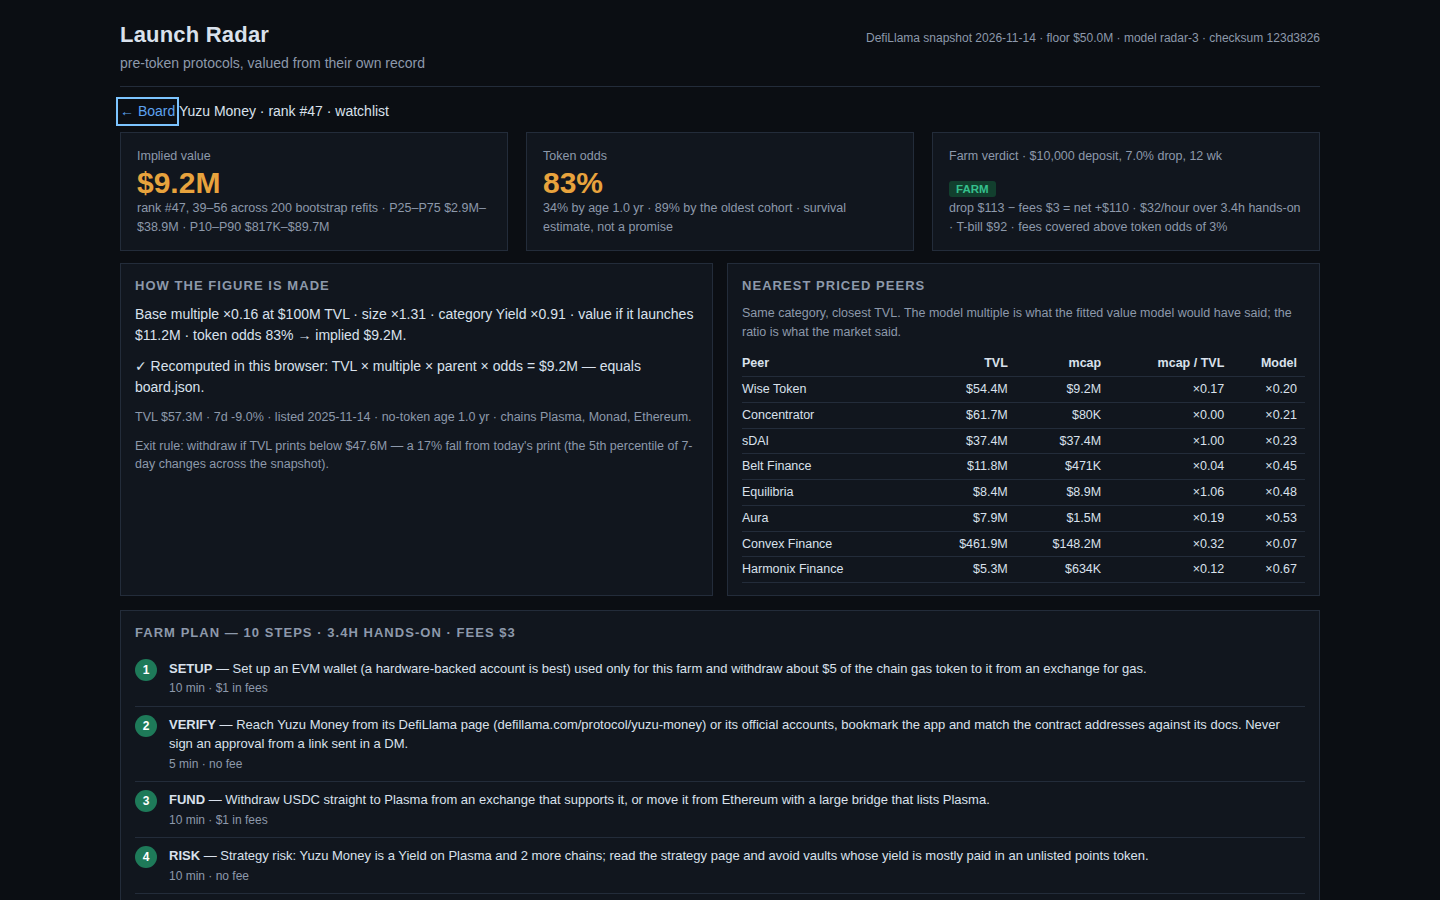 Launch Radar
DefiLlama snapshot 2026-11-14 · floor $50.0M · model radar-3 · checksum 123d3826
pre-token protocols, valued from their own record
← Board Yuzu Money · rank #47 · watchlist
Implied value
$9.2M
rank #47, 39–56 across 200 bootstrap refits · P25–P75 $2.9M–
$38.9M · P10–P90 $817K–$89.7M
Token odds
83%
34% by age 1.0 yr · 89% by the oldest cohort · survival
estimate, not a promise
Farm verdict · $10,000 deposit, 7.0% drop, 12 wk
FARM
drop $113 − fees $3 = net +$110 · $32/hour over 3.4h hands-on
· T-bill $92 · fees covered above token odds of 3%
HOW THE FIGURE IS MADE
Base multiple ×0.16 at $100M TVL · size ×1.31 · category Yield ×0.91 · value if it launches
$11.2M · token odds 83% → implied $9.2M.
✓ Recomputed in this browser: TVL × multiple × parent × odds = $9.2M — equals
board.json.
TVL $57.3M · 7d -9.0% · listed 2025-11-14 · no-token age 1.0 yr · chains Plasma, Monad, Ethereum.
Exit rule: withdraw if TVL prints below $47.6M — a 17% fall from today's print (the 5th percentile of 7-
day changes across the snapshot).
NEAREST PRICED PEERS
Same category, closest TVL. The model multiple is what the fitted value model would have said; the
ratio is what the market said.
Peer TVL mcap mcap / TVL Model
Wise Token $54.4M $9.2M ×0.17 ×0.20
Concentrator $61.7M $80K ×0.00 ×0.21
sDAI $37.4M $37.4M ×1.00 ×0.23
Belt Finance $11.8M $471K ×0.04 ×0.45
Equilibria $8.4M $8.9M ×1.06 ×0.48
Aura $7.9M $1.5M ×0.19 ×0.53
Convex Finance $461.9M $148.2M ×0.32 ×0.07
Harmonix Finance $5.3M $634K ×0.12 ×0.67
FARM PLAN — 10 STEPS · 3.4H HANDS-ON · FEES $3
1 SETUP — Set up an EVM wallet (a hardware-backed account is best) used only for this farm and withdraw about $5 of the chain gas token to it from an exchange for gas.
10 min · $1 in fees
2 VERIFY — Reach Yuzu Money from its DefiLlama page (defillama.com/protocol/yuzu-money) or its official accounts, bookmark the app and match the contract addresses against its docs. Never
sign an approval from a link sent in a DM.
5 min · no fee
3 FUND — Withdraw USDC straight to Plasma from an exchange that supports it, or move it from Ethereum with a large bridge that lists Plasma.
10 min · $1 in fees
4 RISK — Strategy risk: Yuzu Money is a Yield on Plasma and 2 more chains; read the strategy page and avoid vaults whose yield is mostly paid in an unlisted points token.
10 min · no fee